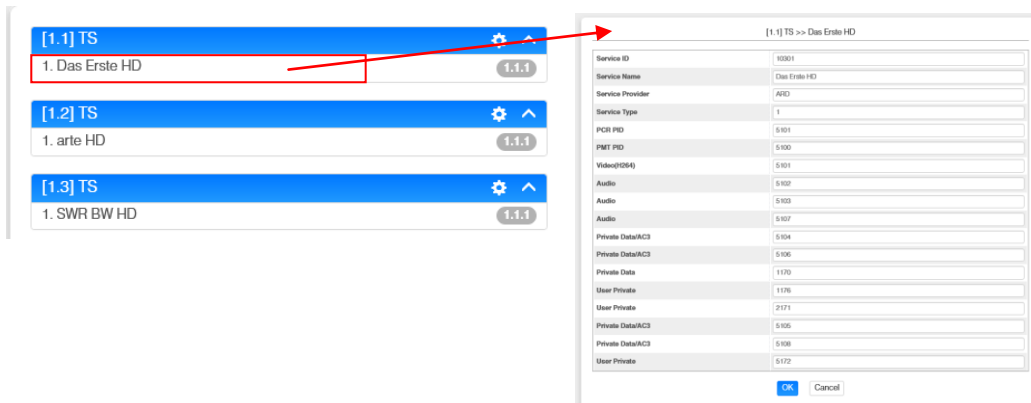 [1.1] TS
1. Das Erste HD
1.1.1
[1.2] TS
1. arte HD
1.1.1
[1.3] TS
1. SWR BW HD
1.1.1
[1.1] TS >> Das Erste HD
Service ID 10301
Service Name Das Erste HD
Service Provider ARD
Service Type 1
PCR PID 5101
PMT PID 5100
Video(H264) 5101
Audio 5102
Audio 5103
Audio 5107
Private Data/AC3 5104
Private Data/AC3 5106
Private Data 1170
User Private 1176
User Private 2171
Private Data/AC3 5105
Private Data/AC3 5108
User Private 5172
OK Cancel